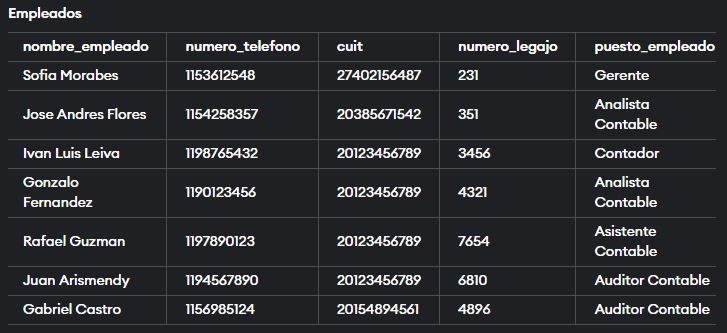 Empleados
nombre_empleado numero_telefono cuit numero_legajo puesto_empleado
Sofia Morabes 1153612548 27402156487 231 Gerente
Jose Andres Flores 1154258357 20385671542 351 Analista
Contable
Ivan Luis Leiva 1198765432 20123456789 3456 Contador
Gonzalo
Fernandez 1190123456 20123456789 4321 Analista
Contable
Rafael Guzman 1197890123 20123456789 7654 Asistente
Contable
Juan Arismendy 1194567890 20123456789 6810 Auditor Contable
Gabriel Castro 1156985124 20154894561 4896 Auditor Contable